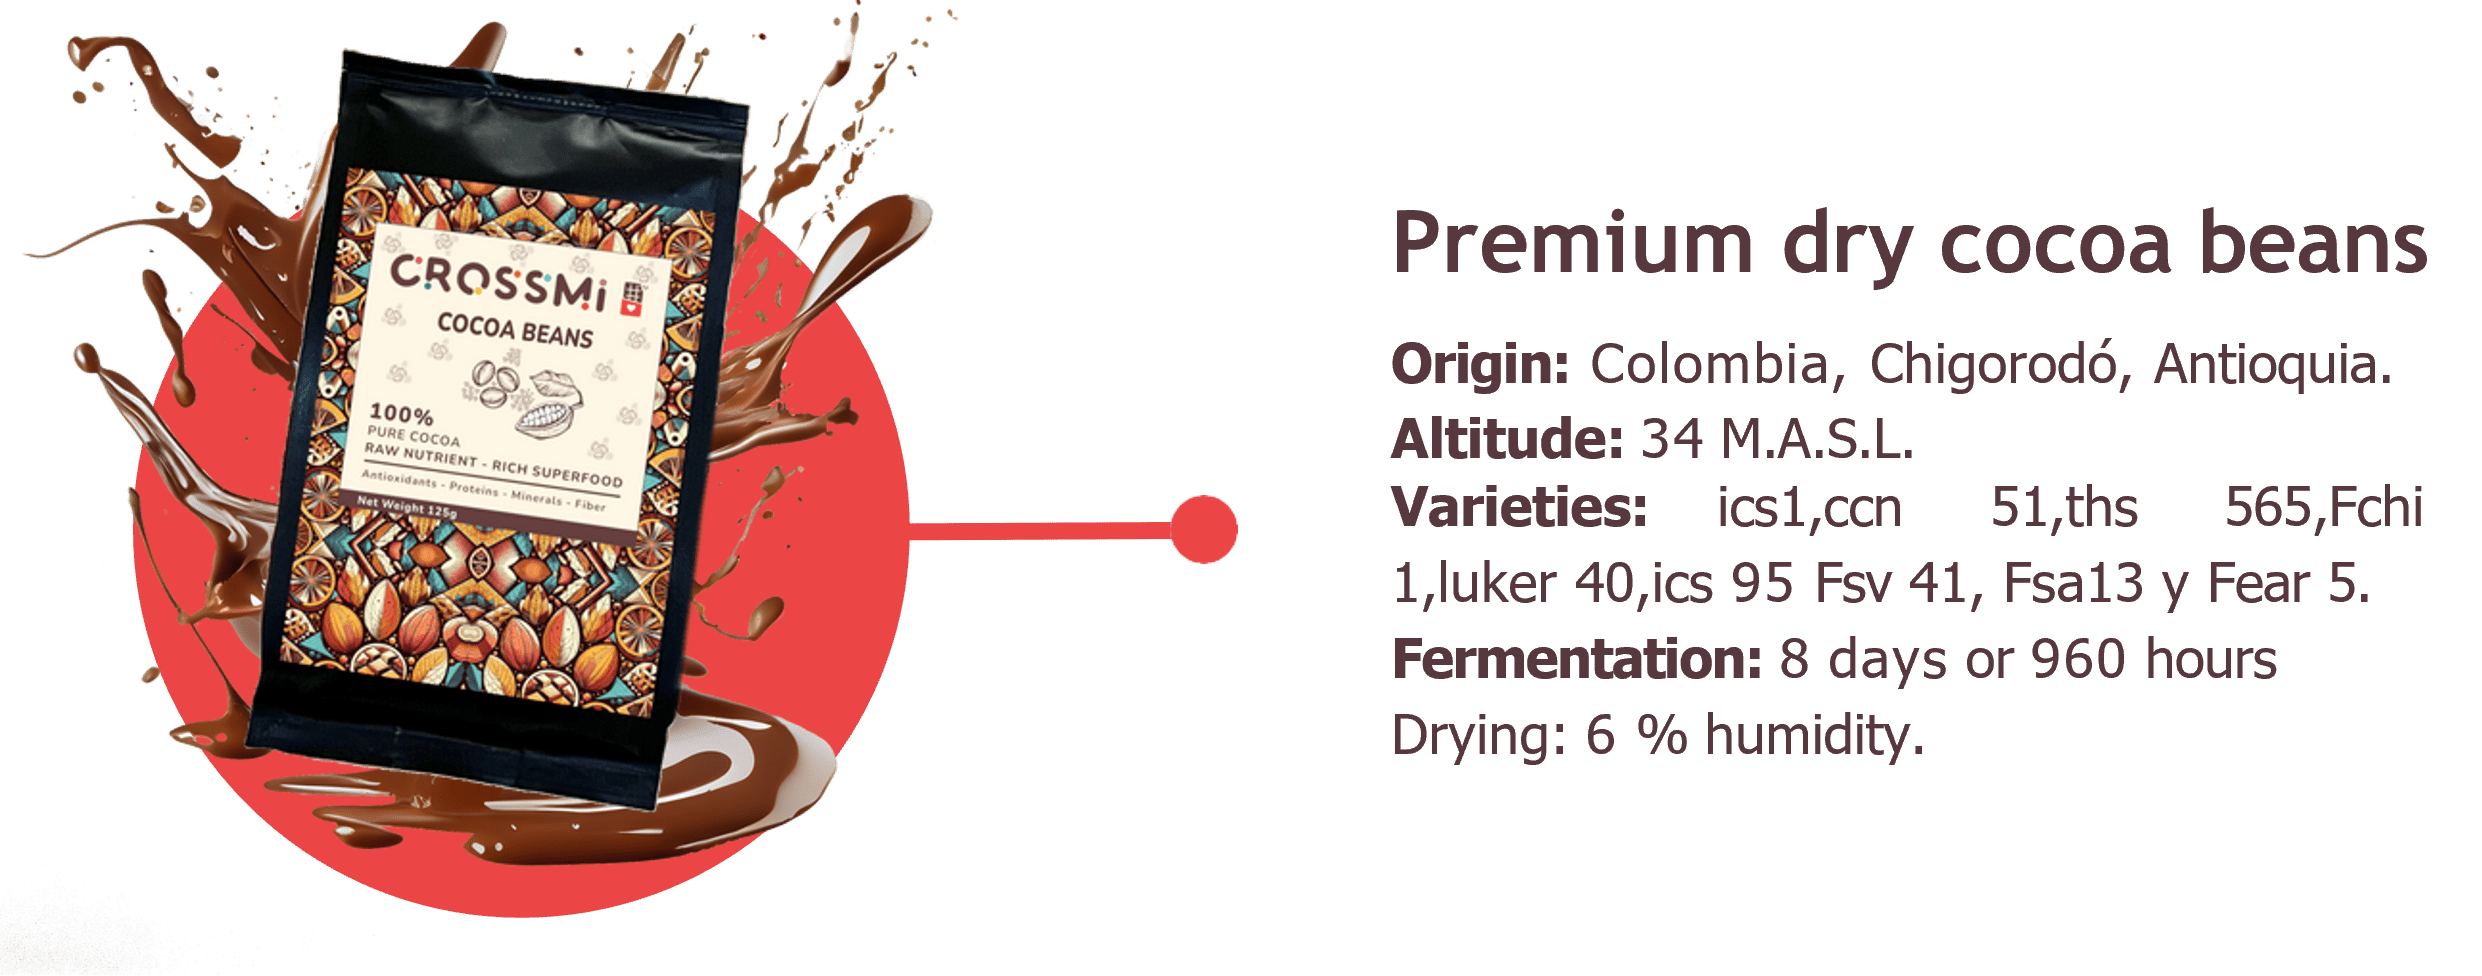 CROSSMi
COCOA BEANS
100%
PURE COCOA
RAW NUTRIENT - RICH SUPERFOOD
Antioxidants - Proteins - Minerals - Fiber
Net Weight 125g
Premium dry cocoa beans
Origin: Colombia, Chigorodó, Antioquia.
Altitude: 34 M.A.S.L.
Varieties: ics1,ccn 51,ths 565,Fchi
1,luker 40,ics 95 Fsv 41, Fsa13 y Fear 5.
Fermentation: 8 days or 960 hours
Drying: 6 % humidity.